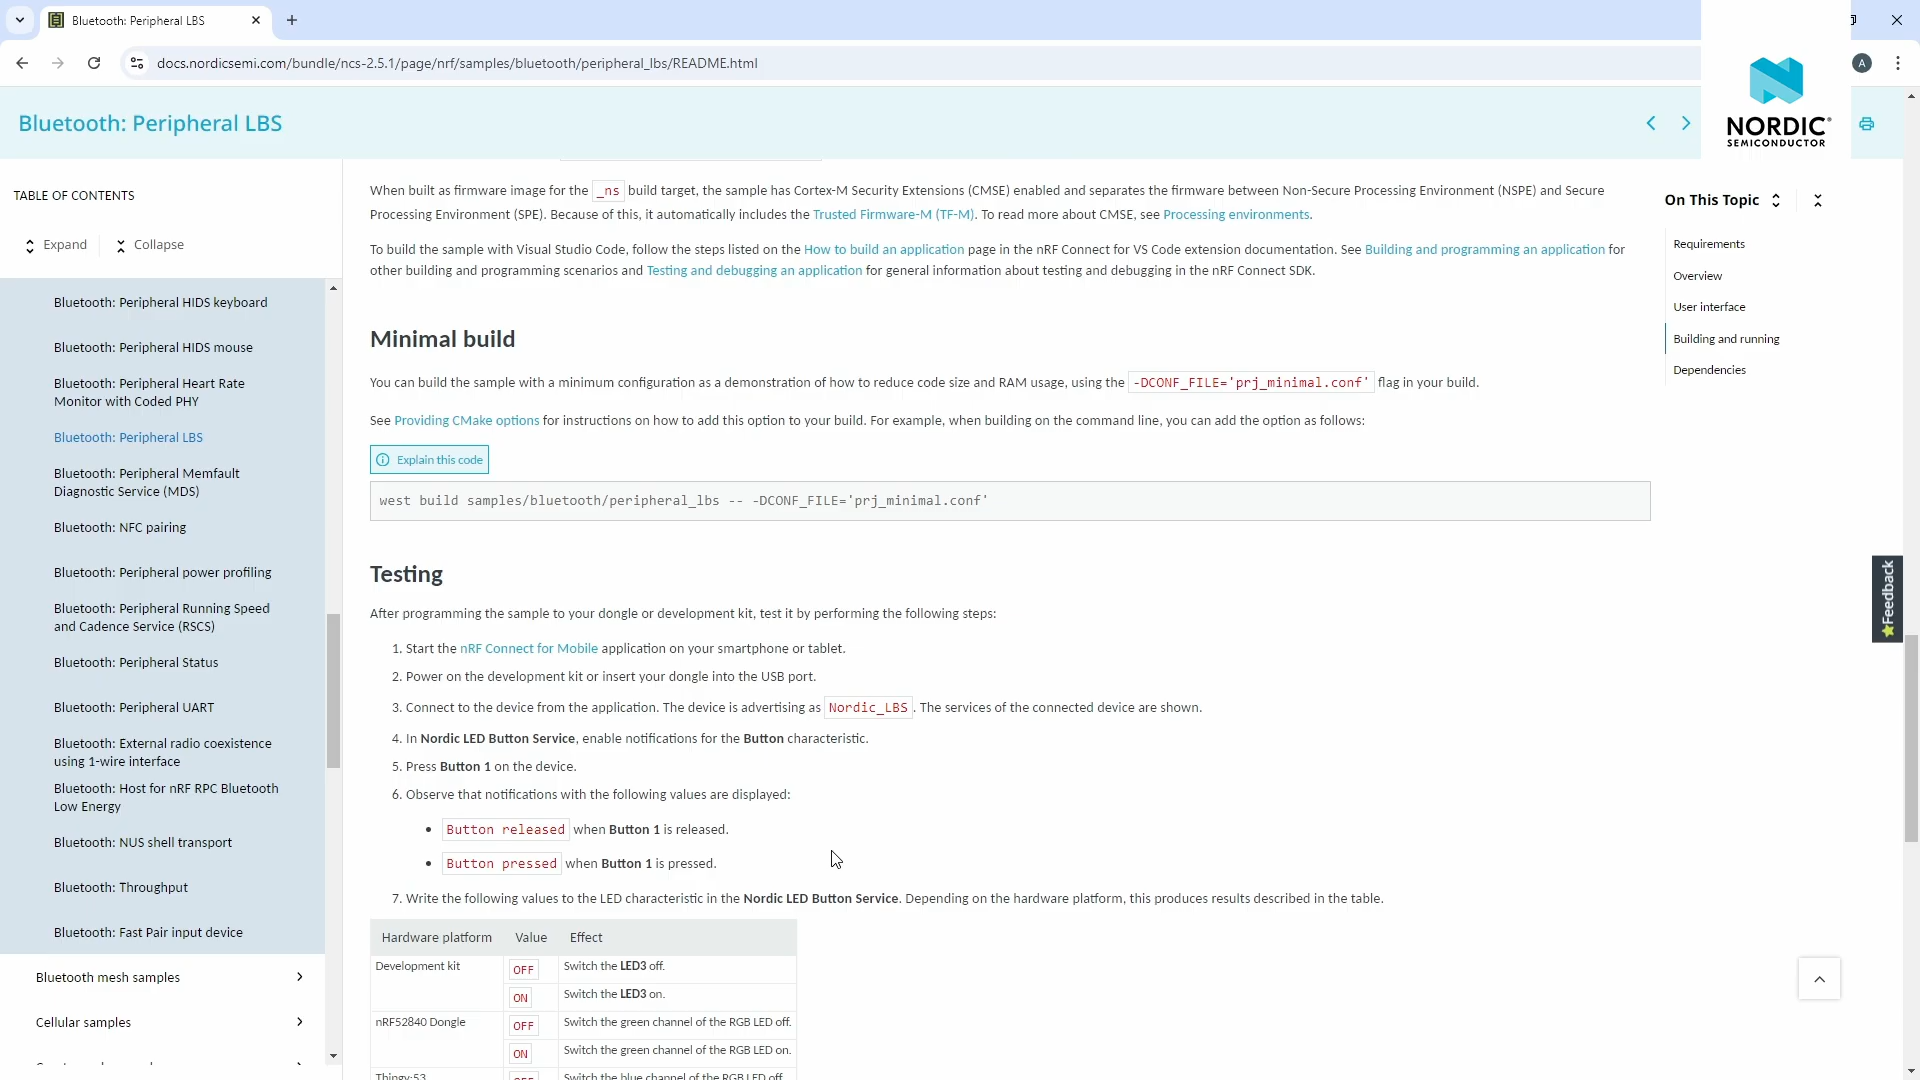 Bluetooth: Peripheral LBS
docs.nordicsemi.com/bundle/ncs-2.5.1/page/nrf/samples/bluetooth/peripheral_lbs/README.html
A
NORDIC®
SEMICONDUCTOR
Bluetooth: Peripheral LBS
TABLE OF CONTENTS
Expand
Collapse
Bluetooth: Peripheral HIDS keyboard
Bluetooth: Peripheral HIDS mouse
Bluetooth: Peripheral Heart Rate
Monitor with Coded PHY
Bluetooth: Peripheral LBS
Bluetooth: Peripheral Memfault
Diagnostic Service (MDS)
Bluetooth: NFC pairing
Bluetooth: Peripheral power profiling
Bluetooth: Peripheral Running Speed
and Cadence Service (RSCS)
Bluetooth: Peripheral Status
Bluetooth: Peripheral UART
Bluetooth: External radio coexistence
using 1-wire interface
Bluetooth: Host for nRF RPC Bluetooth
Low Energy
Bluetooth: NUS shell transport
Bluetooth: Throughput
Bluetooth: Fast Pair input device
Bluetooth mesh samples
Cellular samples
When built as firmware image for the _ns build target, the sample has Cortex-M Security Extensions (CMSE) enabled and separates the firmware between Non-Secure Processing Environment (NSPE) and Secure
Processing Environment (SPE). Because of this, it automatically includes the Trusted Firmware-M (TF-M). To read more about CMSE, see Processing environments.
To build the sample with Visual Studio Code, follow the steps listed on the How to build an application page in the nRF Connect for VS Code extension documentation. See Building and programming an application for
other building and programming scenarios and Testing and debugging an application for general information about testing and debugging in the nRF Connect SDK.
Minimal build
You can build the sample with a minimum configuration as a demonstration of how to reduce code size and RAM usage, using the -DCONF_FILE='prj_minimal.conf' flag in your build.
See Providing CMake options for instructions on how to add this option to your build. For example, when building on the command line, you can add the option as follows:
Explain this code
west build samples/bluetooth/peripheral_lbs -- -DCONF_FILE='prj_minimal.conf'
Testing
After programming the sample to your dongle or development kit, test it by performing the following steps:
1. Start the nRF Connect for Mobile application on your smartphone or tablet.
2. Power on the development kit or insert your dongle into the USB port.
3. Connect to the device from the application. The device is advertising as Nordic_LBS. The services of the connected device are shown.
4. In Nordic LED Button Service, enable notifications for the Button characteristic.
5. Press Button 1 on the device.
6. Observe that notifications with the following values are displayed:
• Button released when Button 1 is released.
• Button pressed when Button 1 is pressed.
7. Write the following values to the LED characteristic in the Nordic LED Button Service. Depending on the hardware platform, this produces results described in the table.
Hardware platform Value Effect
Development kit OFF Switch the LED3 off.
ON Switch the LED3 on.
nRF52840 Dongle OFF Switch the green channel of the RGB LED off.
ON Switch the green channel of the RGB LED on.
Thingy:53 OFF Switch the blue channel of the RGB LED off
On This Topic
Requirements
Overview
User interface
Building and running
Dependencies
Feedback